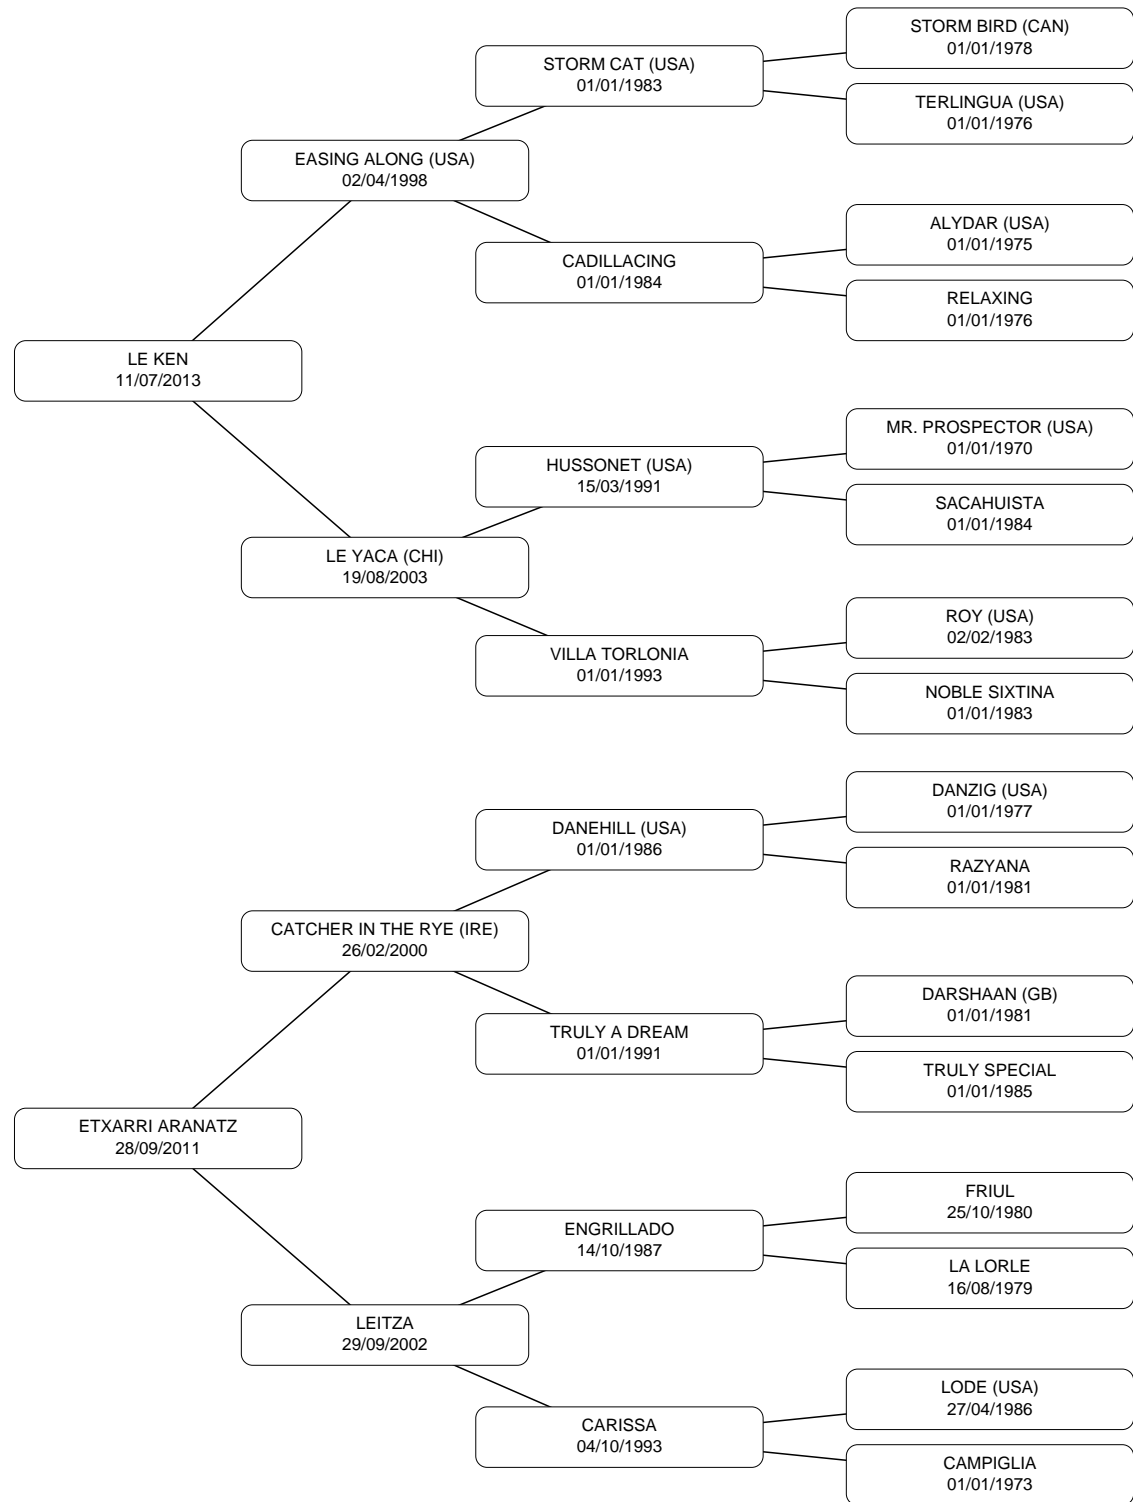 STORM BIRD (CAN)
01/01/1978
STORM CAT (USA)
01/01/1983
TERLINGUA (USA)
01/01/1976
EASING ALONG (USA)
02/04/1998
ALYDAR (USA)
01/01/1975
CADILLACING
01/01/1984
RELAXING
01/01/1976
LE KEN
11/07/2013
MR. PROSPECTOR (USA)
01/01/1970
HUSSONET (USA)
15/03/1991
SACAHUISTA
01/01/1984
LE YACA (CHI)
19/08/2003
ROY (USA)
02/02/1983
VILLA TORLONIA
01/01/1993
NOBLE SIXTINA
01/01/1983
DANZIG (USA)
01/01/1977
DANEHILL (USA)
01/01/1986
RAZYANA
01/01/1981
CATCHER IN THE RYE (IRE)
26/02/2000
DARSHAAN (GB)
01/01/1981
TRULY A DREAM
01/01/1991
TRULY SPECIAL
01/01/1985
ETXARRI ARANATZ
28/09/2011
FRIUL
25/10/1980
ENGRILLADO
14/10/1987
LA LORLE
16/08/1979
LEITZA
29/09/2002
LODE (USA)
27/04/1986
CARISSA
04/10/1993
CAMPIGLIA
01/01/1973